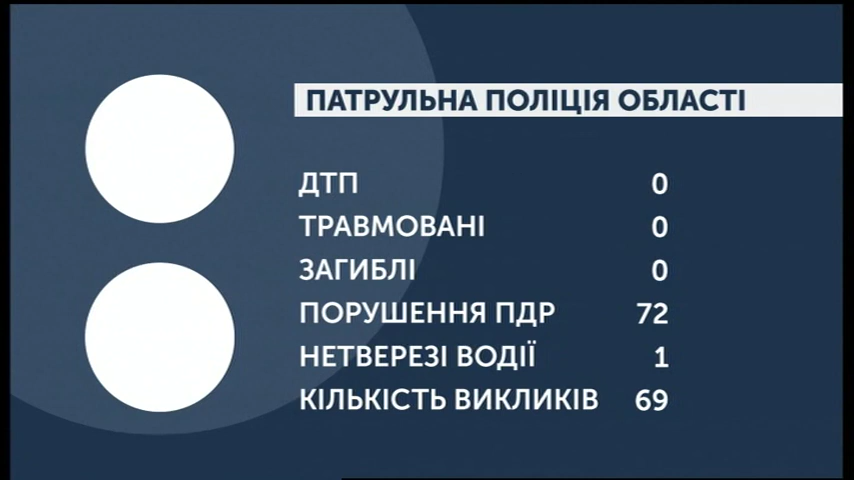 ПАТРУЛЬНА ПОЛІЦІЯ ОБЛАСТІ
ДТП 0
ТРАВМОВАНІ 0
ЗАГИБЛІ 0
ПОРУШЕННЯ ПДР 72
НЕТВЕРЕЗІ ВОДІЇ 1
КІЛЬКІСТЬ ВИКЛИКІВ 69